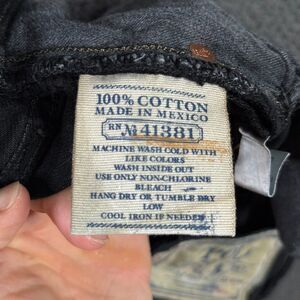 100% COTTON
MADE IN MEXICO
RN № 41381
MACHINE WASH COLD WITH
LIKE COLORS
WASH INSIDE OUT
USE ONLY NON-CHLORINE
BLEACH
HANG DRY OR TUMBLE DRY
LOW
COOL IRON IF NEEDED